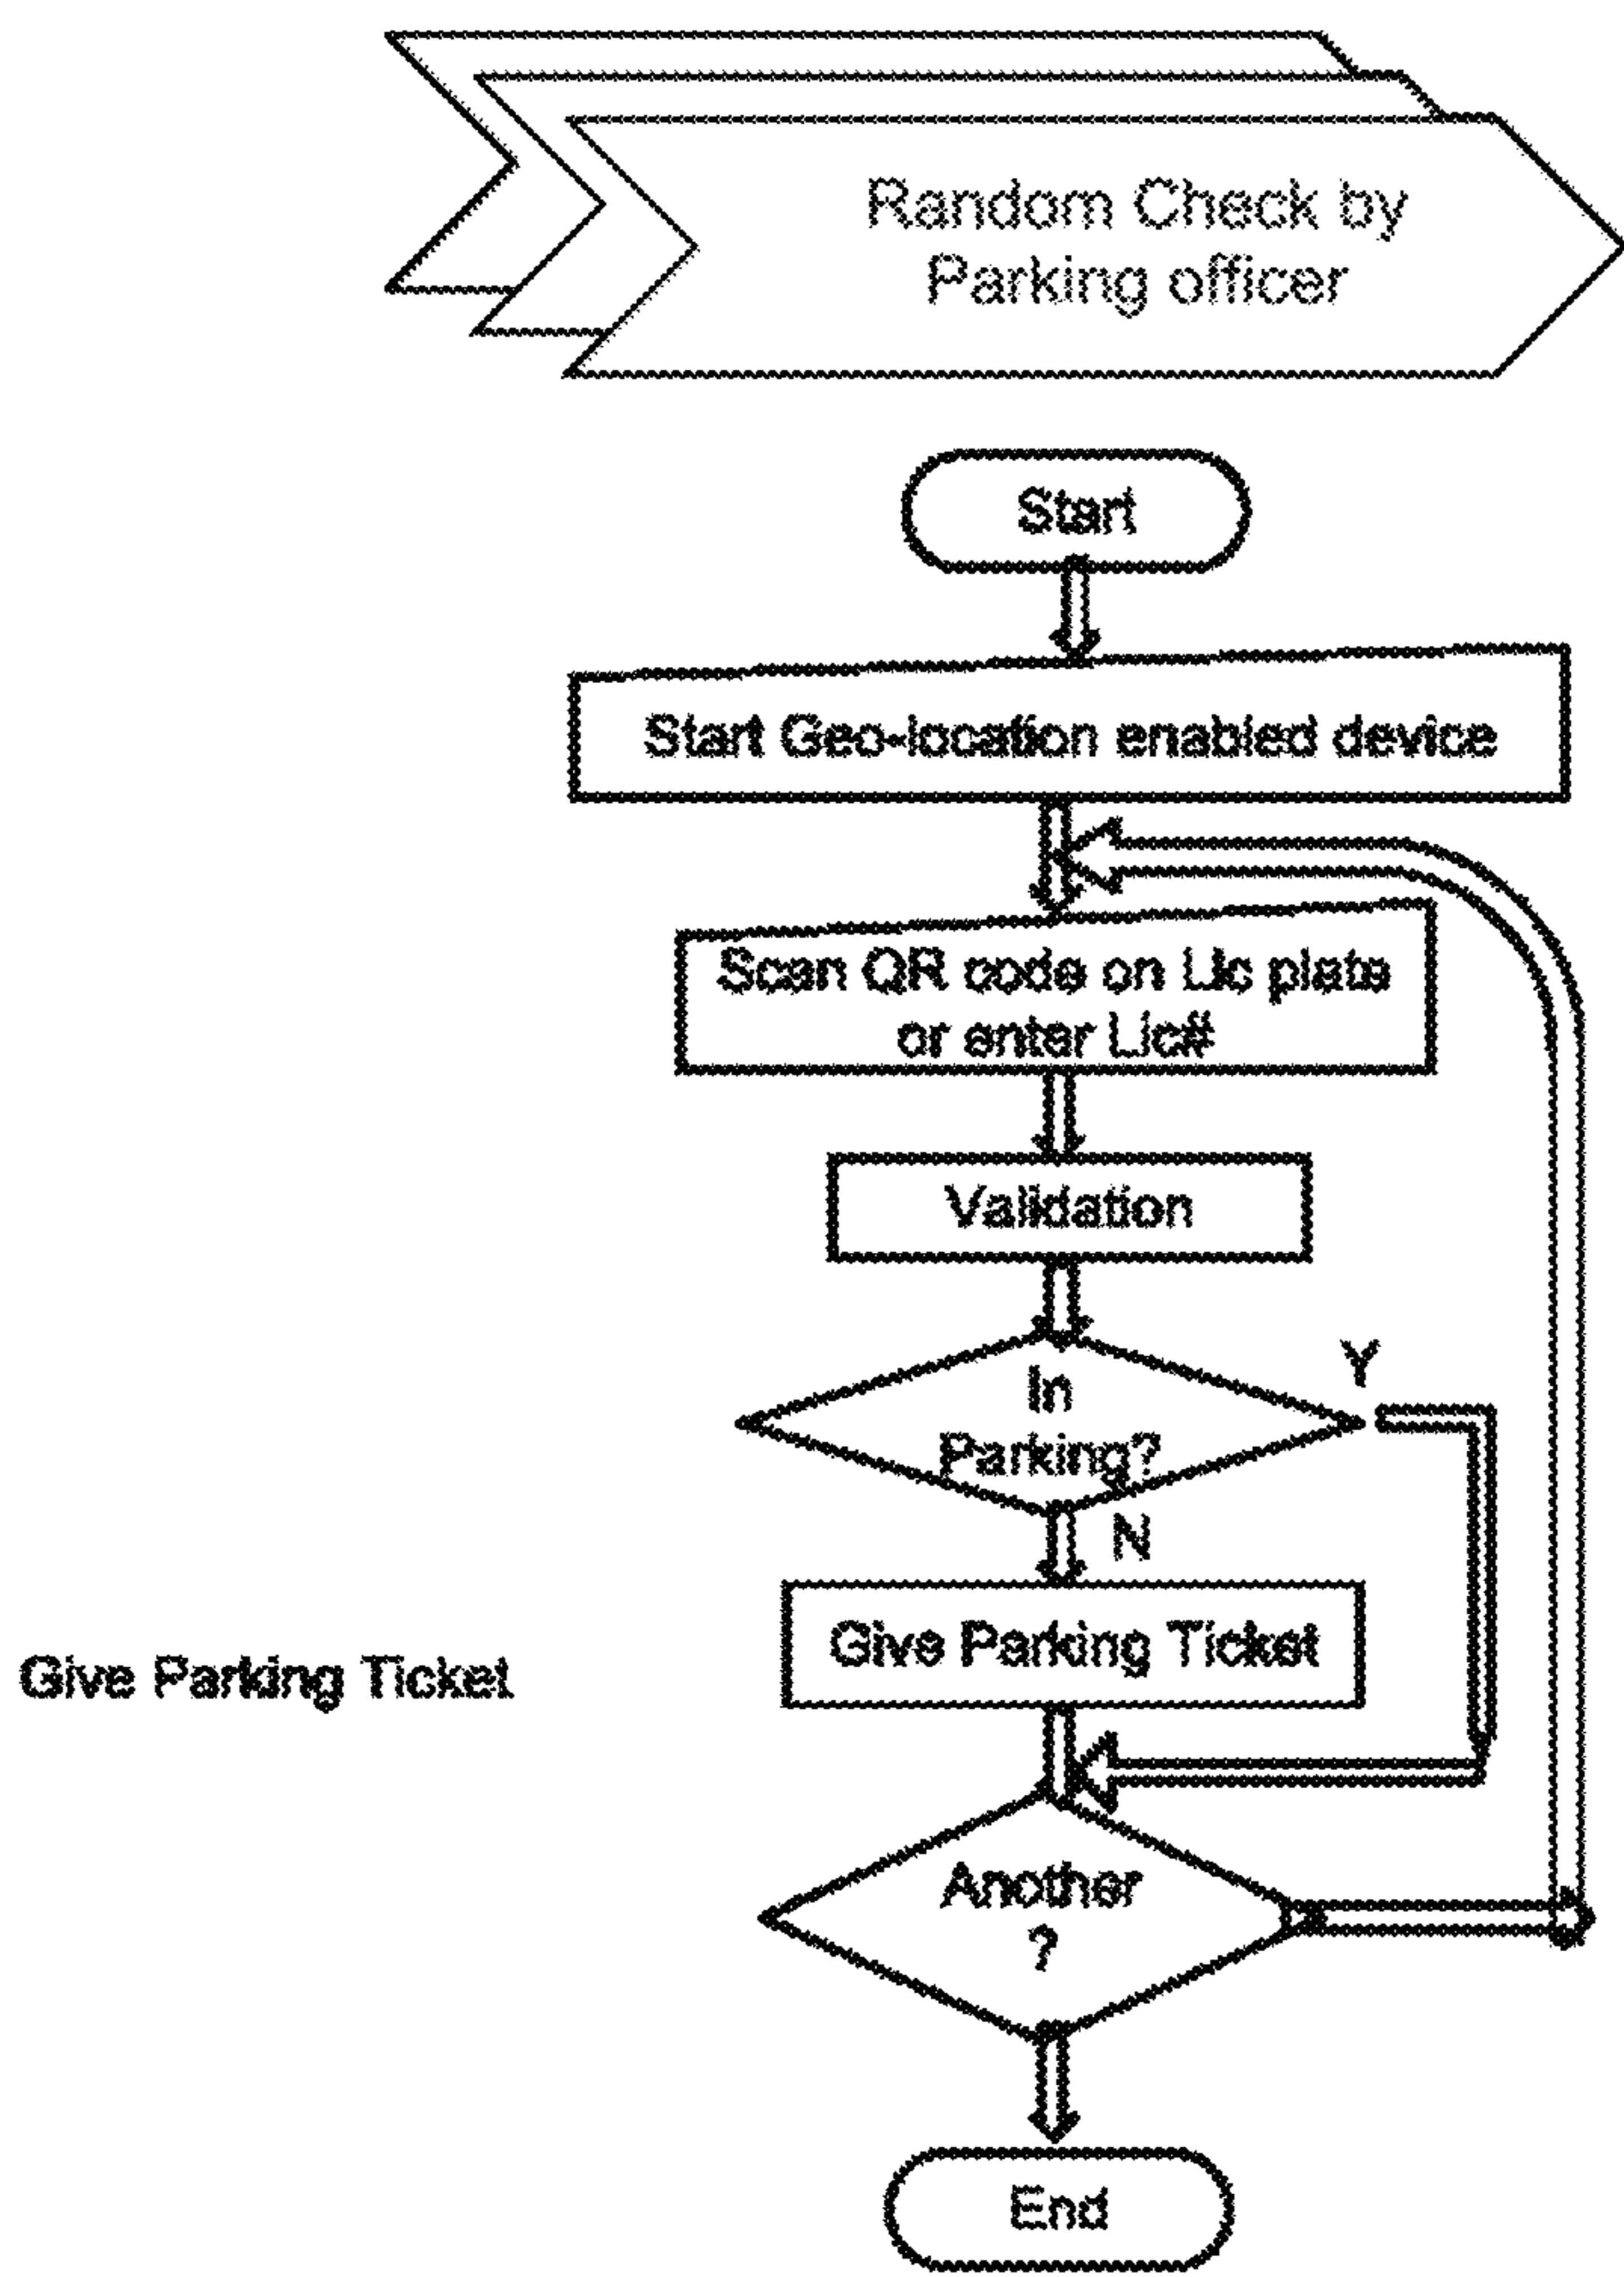 Random Check by
Parking officer
Start
Start Geo-location enabled device
Scan QR code on Lic plate
or enter Lic#
Validation
In
Parking?
Y
N
Give Parking Ticket
Give Parking Ticket
Another
?
End